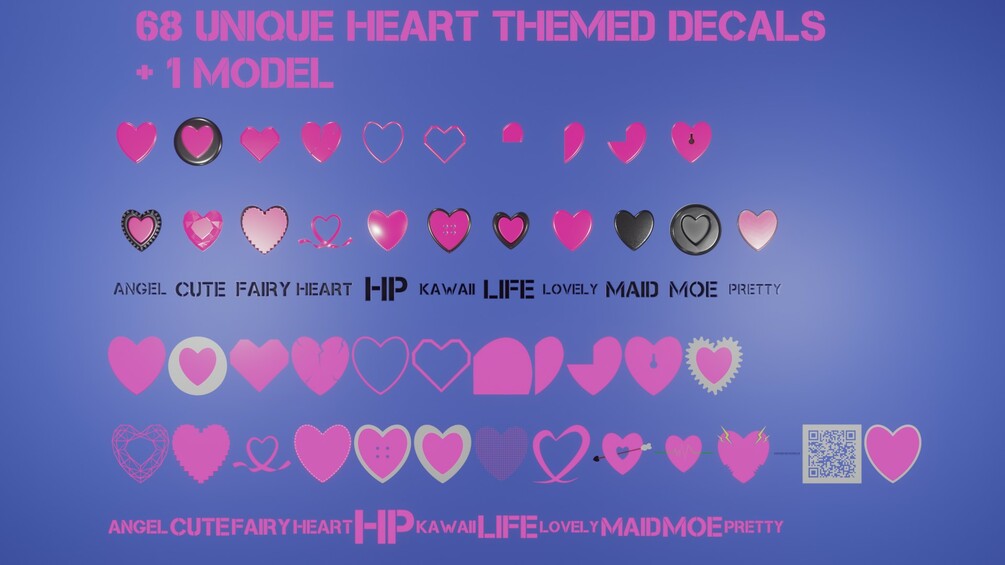 68 UNIQUE HEART THEMED DECALS
+ 1 MODEL
ANGEL CUTE FAIRY HEART HP KAWAII LIFE LOVELY MAID MOE PRETTY
ANGEL CUTE FAIRY HEART HP KAWAII LIFE LOVELY MAID MOE PRETTY